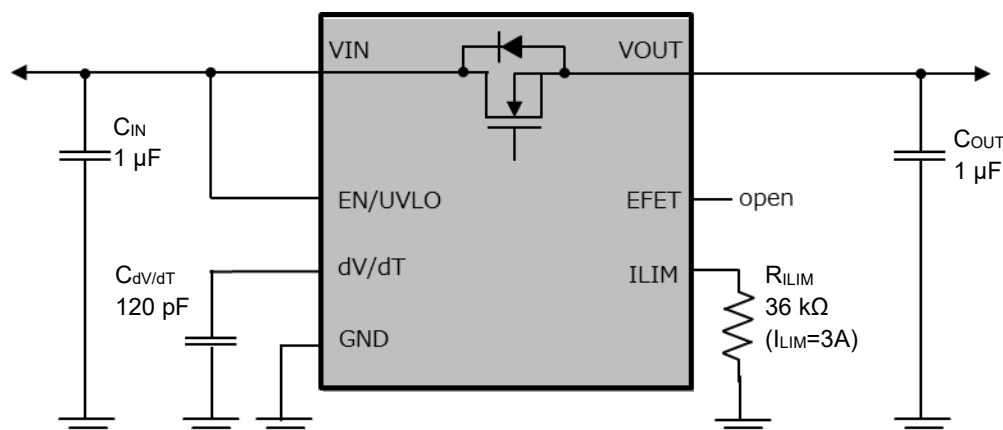 VIN
VOUT
CIN
1 µF
COUT
1 µF
EN/UVLO
EFET
open
CdV/dT
120 pF
dV/dT
ILIM
RILIM
36 kΩ
(ILIM=3A)
GND